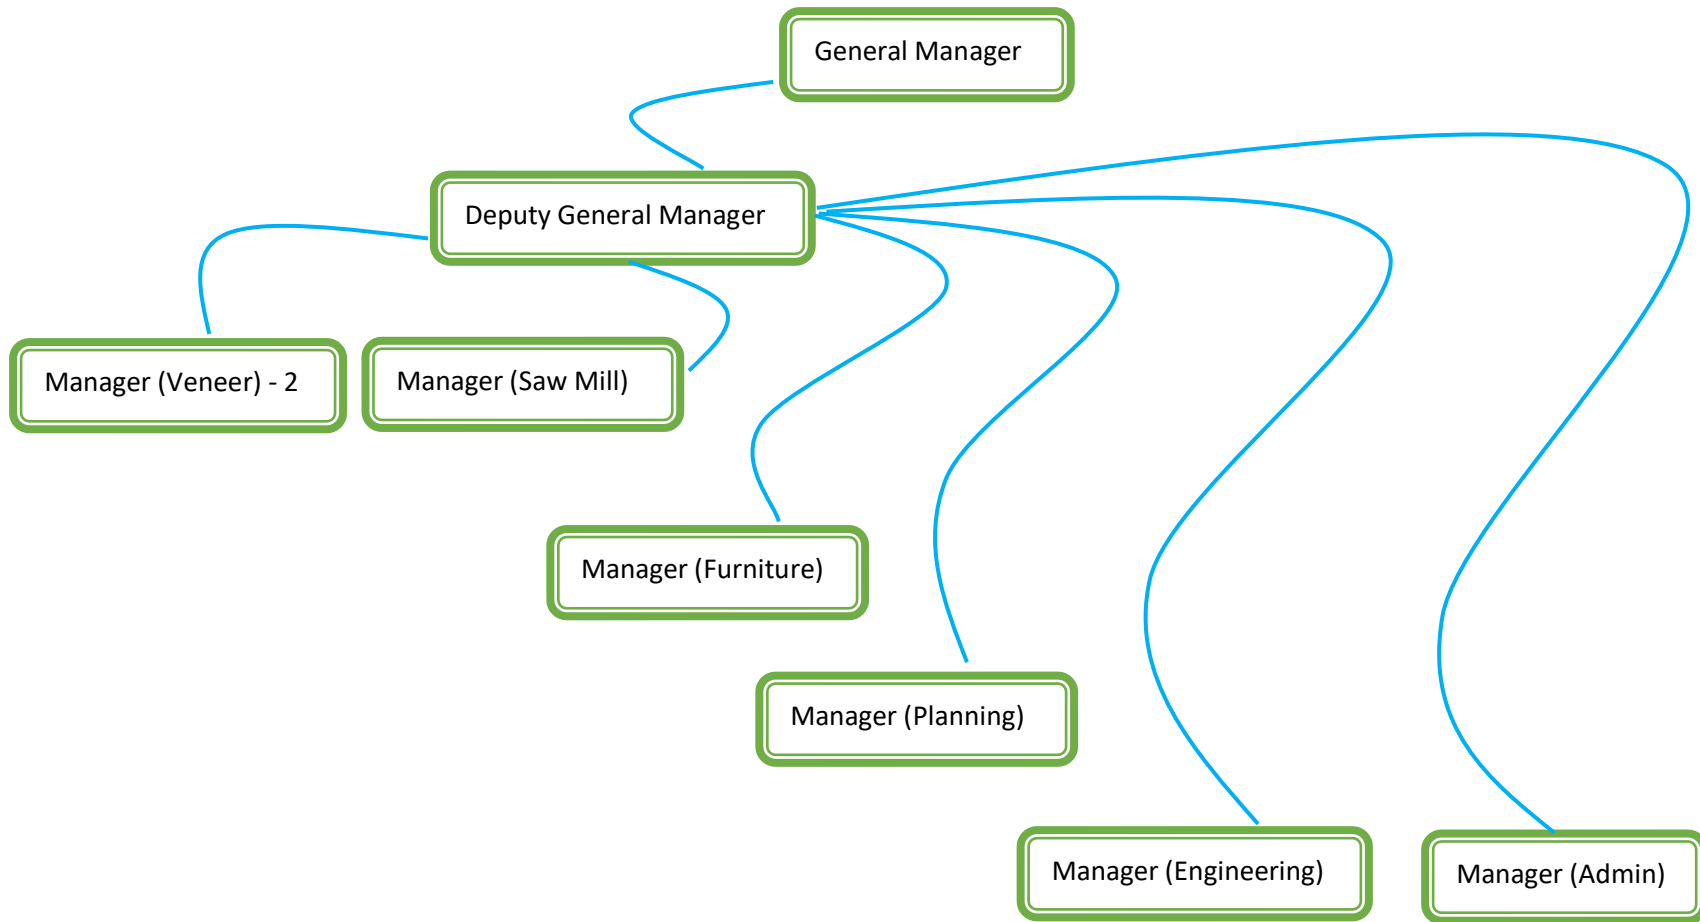 General Manager
Deputy General Manager
Manager (Veneer) - 2
Manager (Saw Mill)
Manager (Furniture)
Manager (Planning)
Manager (Engineering)
Manager (Admin)